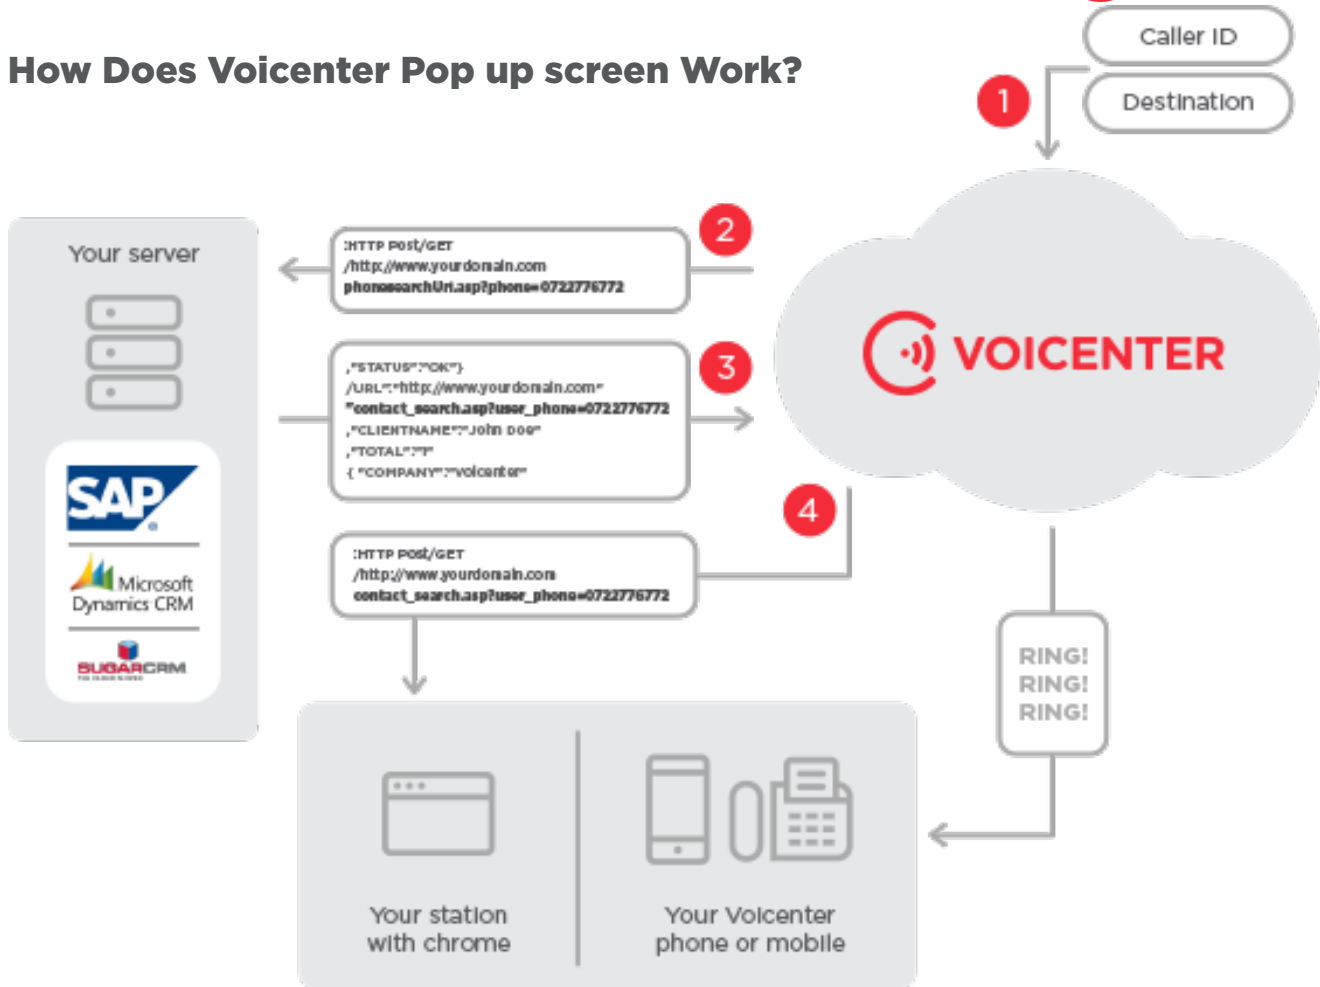 How Does Voicenter Pop up screen Work?
Caller ID
Destination
1
2
:HTTP Post/GET
/http://www.yourdomain.com
phonesearchUrl.asp?phone=0722776772
Your server
3
,"STATUS":"OK"}
/URL":"http://www.yourdomain.com"
"contact_search.asp?user_phone=0722776772
,"CLIENTNAME":"John Doe"
,"TOTAL":"1"
{ "COMPANY":"voicenter"
VOICENTER
4
:HTTP Post/GET
/http://www.yourdomain.com
contact_search.asp?user_phone=0722776772
SAP
®
Microsoft
Dynamics CRM
SUGARCRM
RING!
RING!
RING!
Your station
with chrome
Your Voicenter
phone or mobile